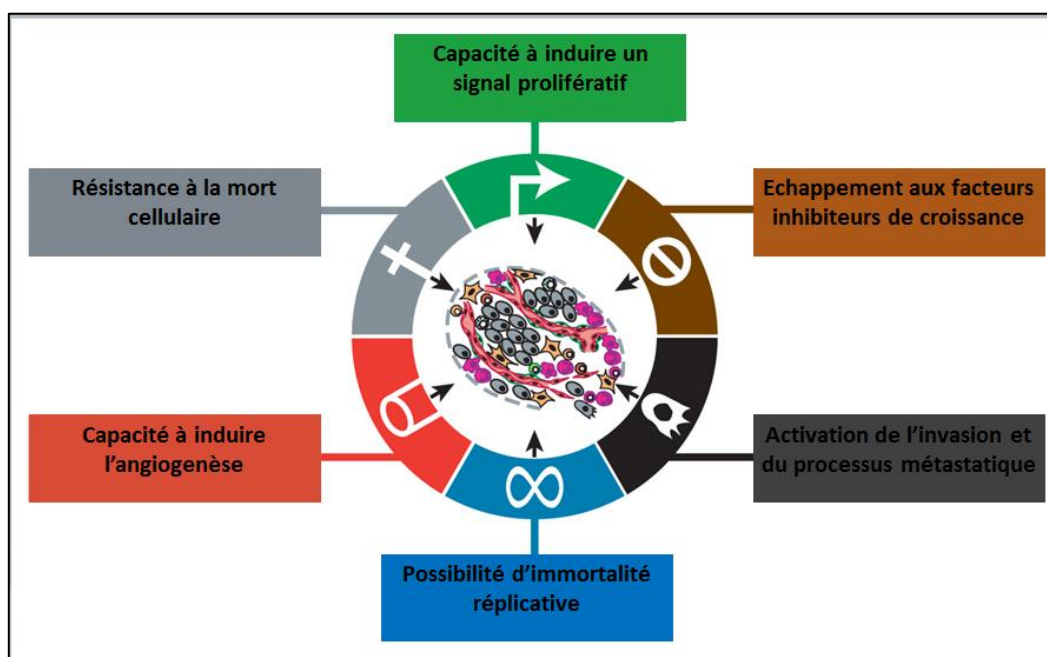 Capacité à induire un
signal prolifératif
Résistance à la mort
cellulaire
Echappement aux facteurs
inhibiteurs de croissance
Capacité à induire
l’angiogenèse
Activation de l’invasion et
du processus métastatique
Possibilité d’immortalité
réplicative